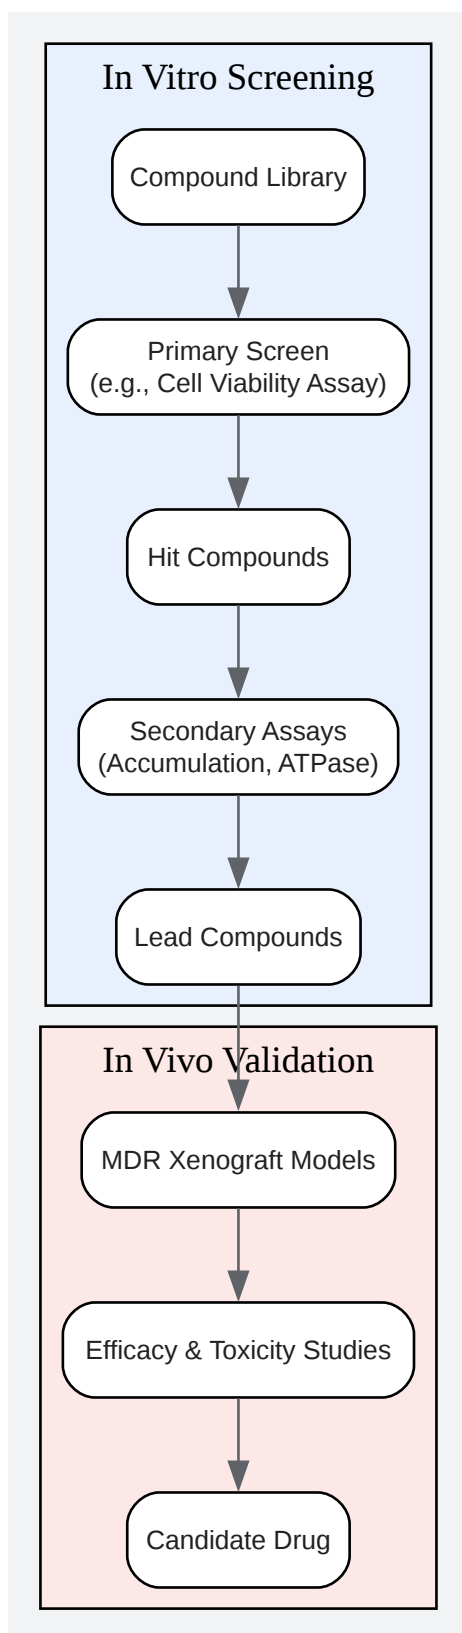 In Vitro Screening
Compound Library
Primary Screen
(e.g., Cell Viability Assay)
Hit Compounds
Secondary Assays
(Accumulation, ATPase)
Lead Compounds
In Vivo Validation
MDR Xenograft Models
Efficacy & Toxicity Studies
Candidate Drug